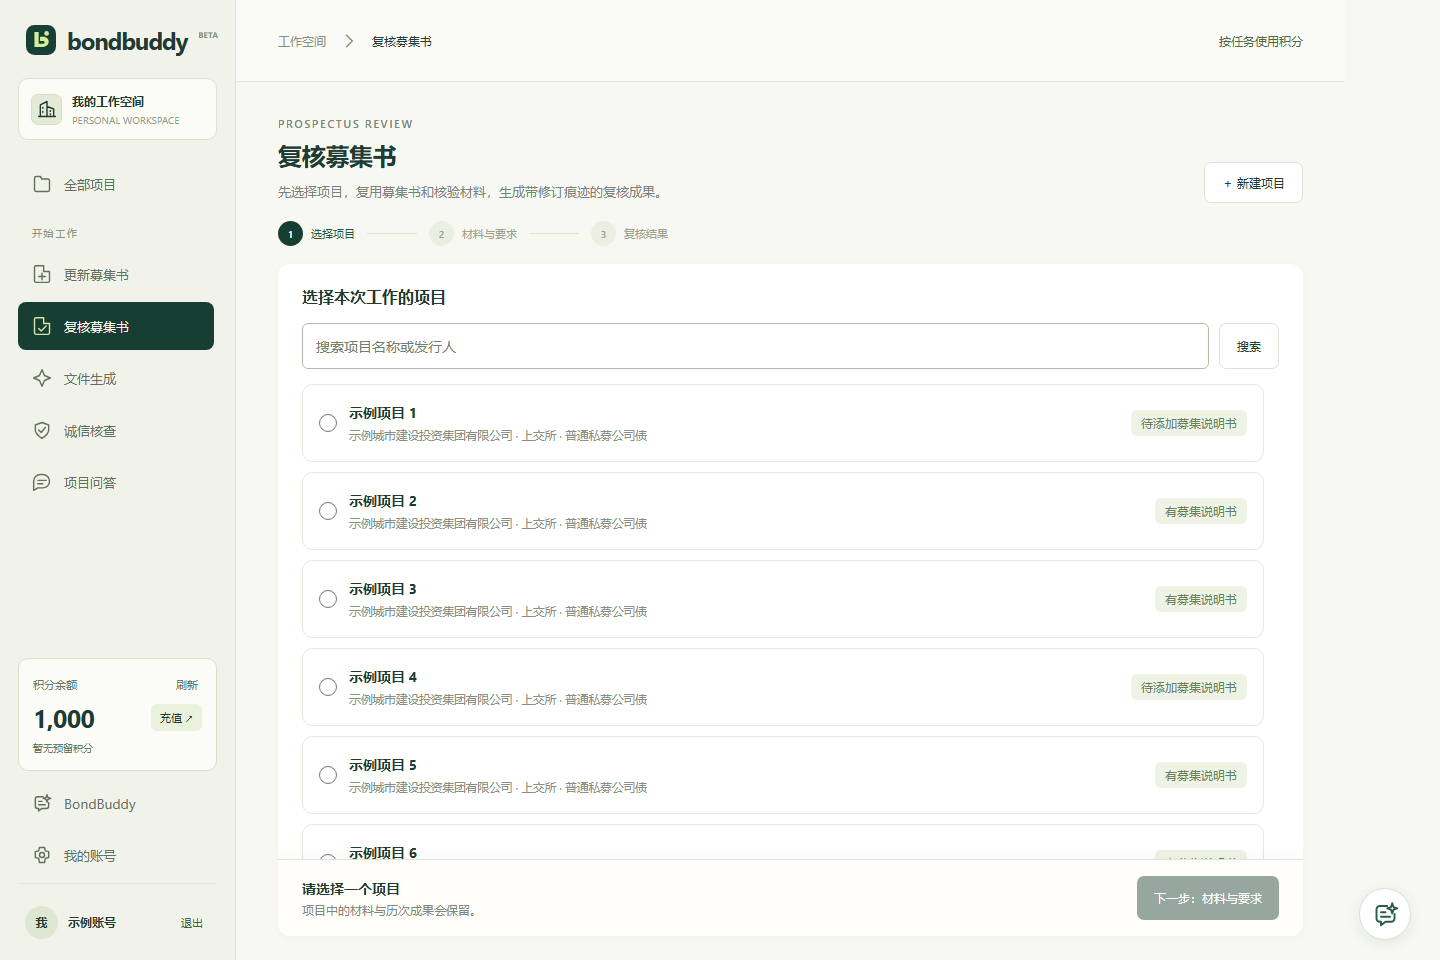 bondbuddy BETA
我的工作空间
PERSONAL WORKSPACE
全部项目
开始工作
更新募集书
复核募集书
文件生成
诚信核查
项目问答
积分余额 刷新
1,000 充值 ↗
暂无预留积分
BondBuddy
我的账号
我 示例账号 退出
工作空间 > 复核募集书 按任务使用积分
PROSPECTUS REVIEW
复核募集书
先选择项目，复用募集书和核验材料，生成带修订痕迹的复核成果。
+ 新建项目
1 选择项目 2 材料与要求 3 复核结果
选择本次工作的项目
搜索项目名称或发行人 搜索
示例项目 1
示例城市建设投资集团有限公司 · 上交所 · 普通私募公司债
待添加募集说明书
示例项目 2
示例城市建设投资集团有限公司 · 上交所 · 普通私募公司债
有募集说明书
示例项目 3
示例城市建设投资集团有限公司 · 上交所 · 普通私募公司债
有募集说明书
示例项目 4
示例城市建设投资集团有限公司 · 上交所 · 普通私募公司债
待添加募集说明书
示例项目 5
示例城市建设投资集团有限公司 · 上交所 · 普通私募公司债
有募集说明书
示例项目 6
请选择一个项目
项目中的材料与历次成果会保留。
下一步：材料与要求